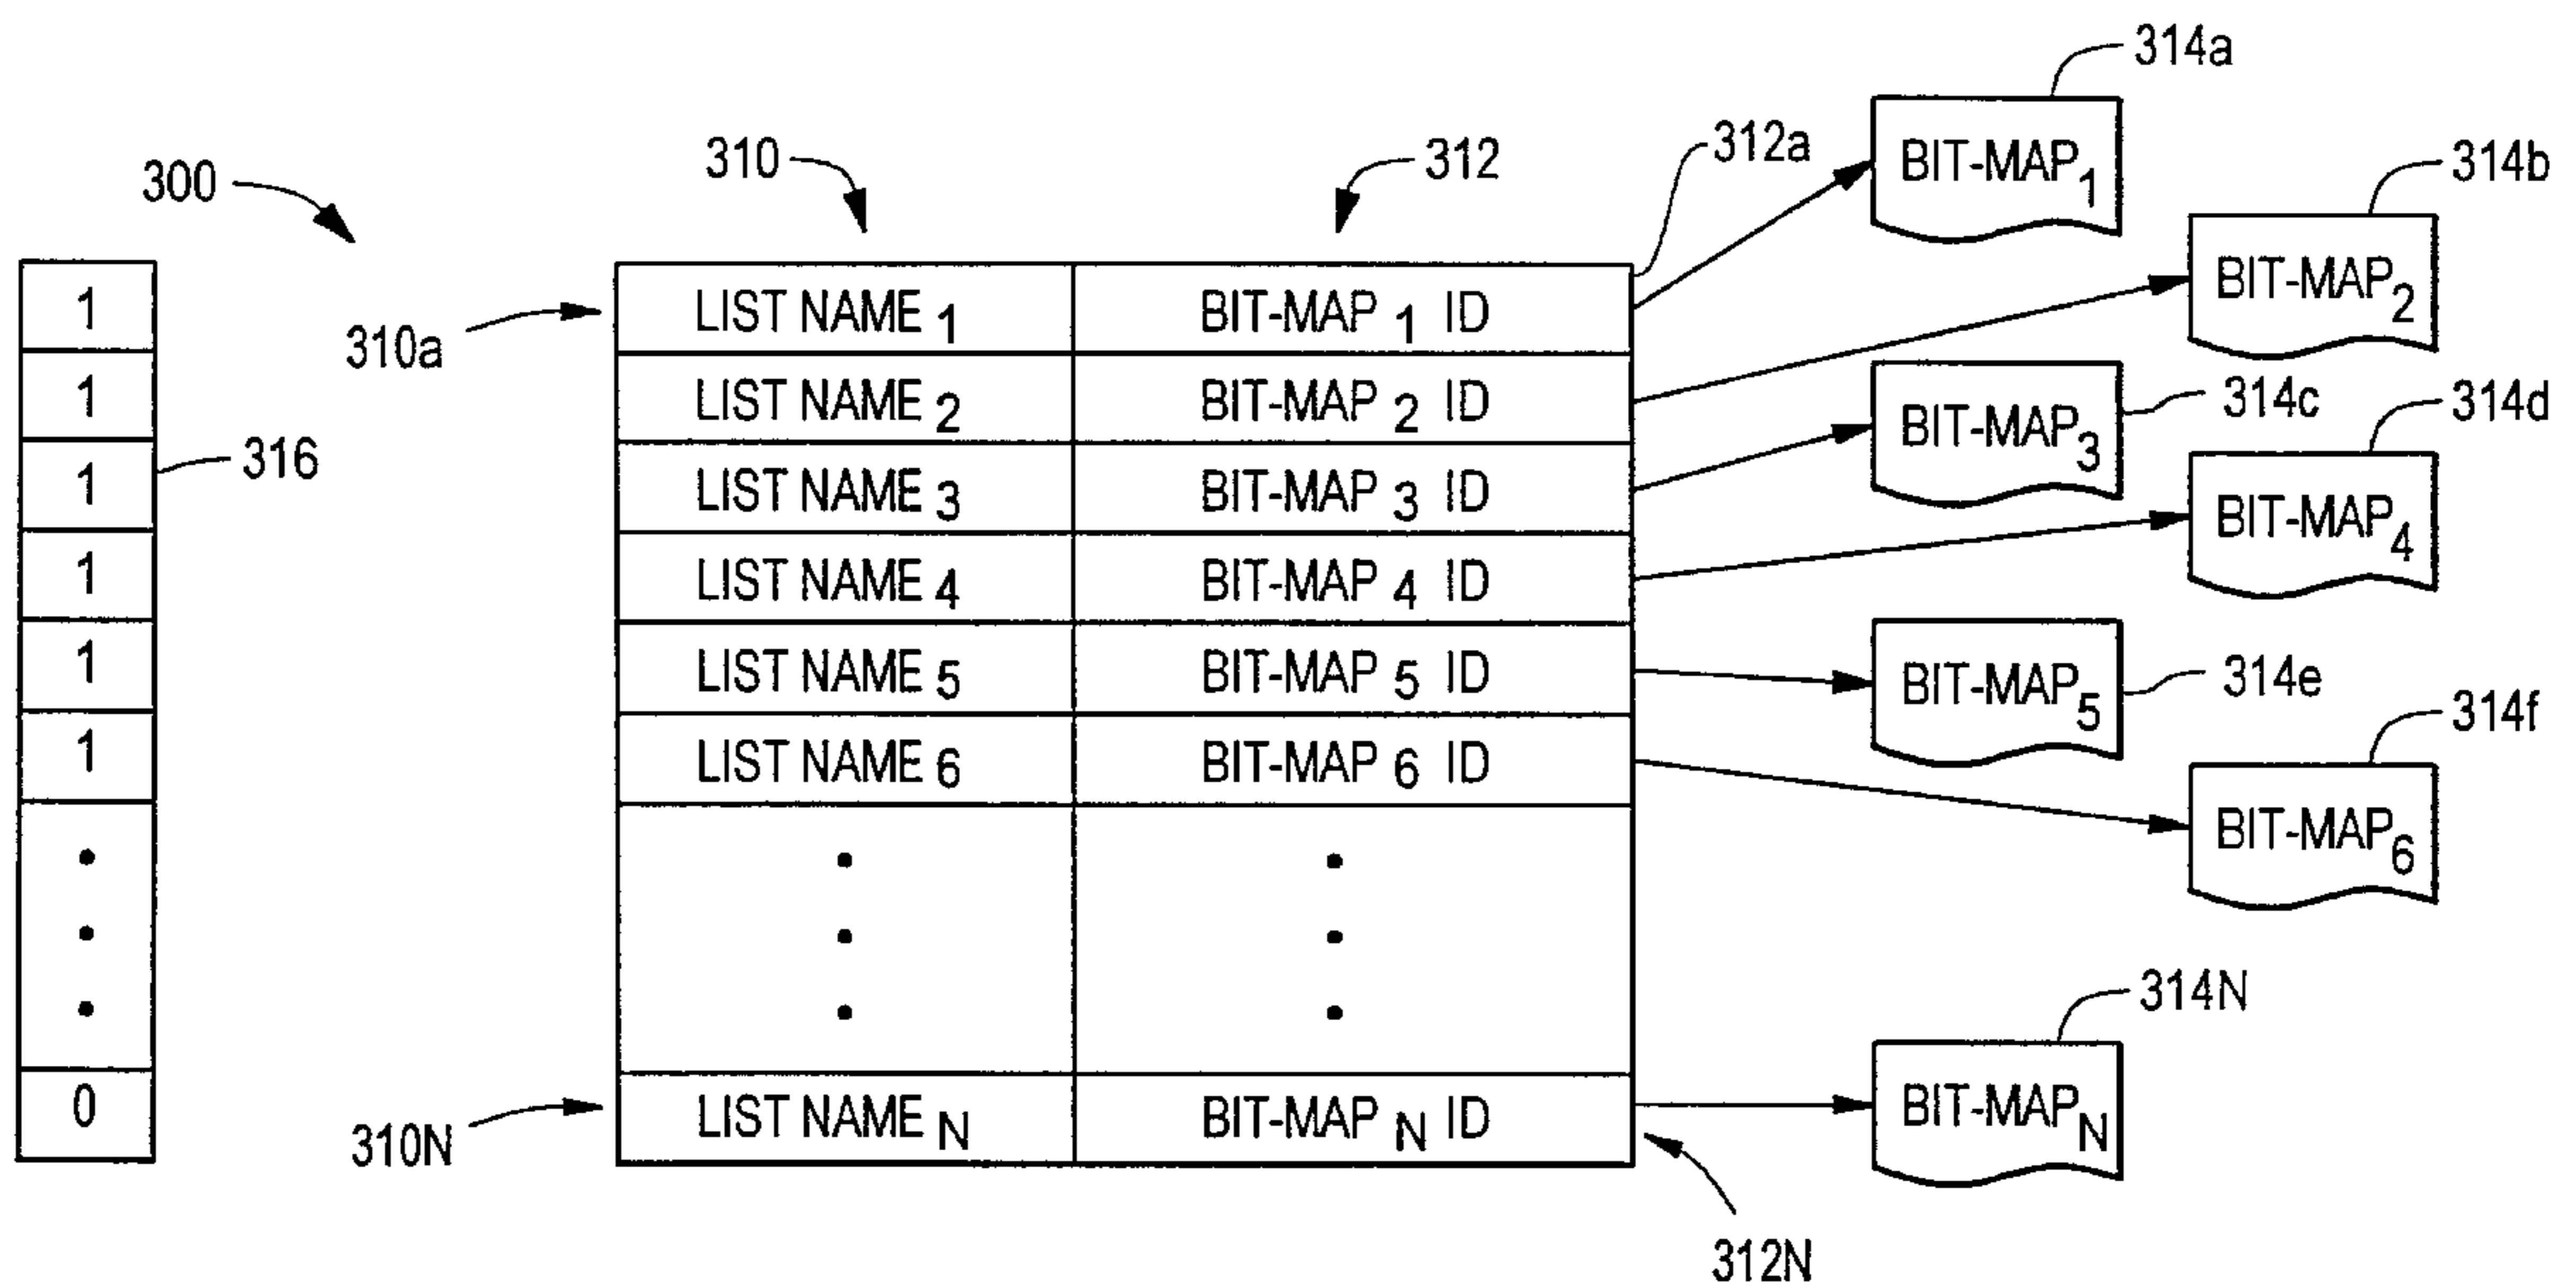 314a
310
312
312a
BIT-MAP1
314b
300
BIT-MAP2
1
LIST NAME 1
BIT-MAP 1 ID
310a
1
LIST NAME 2
BIT-MAP 2 ID
314c
314d
BIT-MAP3
316
1
LIST NAME 3
BIT-MAP 3 ID
BIT-MAP4
1
LIST NAME 4
BIT-MAP 4 ID
1
LIST NAME 5
BIT-MAP 5 ID
BIT-MAP5
314e
314f
1
LIST NAME 6
BIT-MAP 6 ID
BIT-MAP6
314N
0
LIST NAME N
BIT-MAP N ID
BIT-MAPN
310N
312N